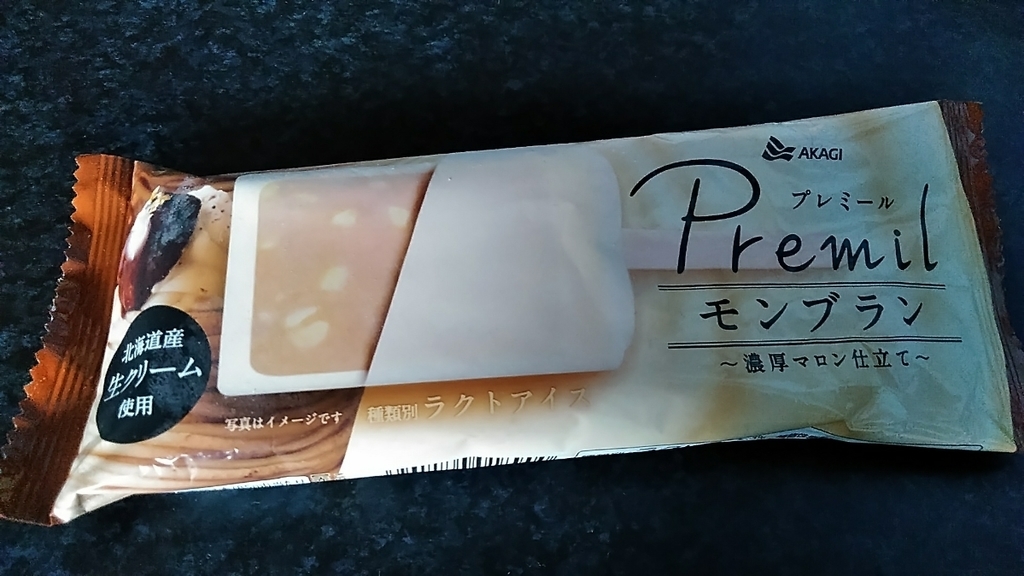 AKAGI
プレミール
Premil
モンブラン
～濃厚マロン仕立て～
北海道産
生クリーム
使用
写真はイメージです
種類別 ラクトアイス